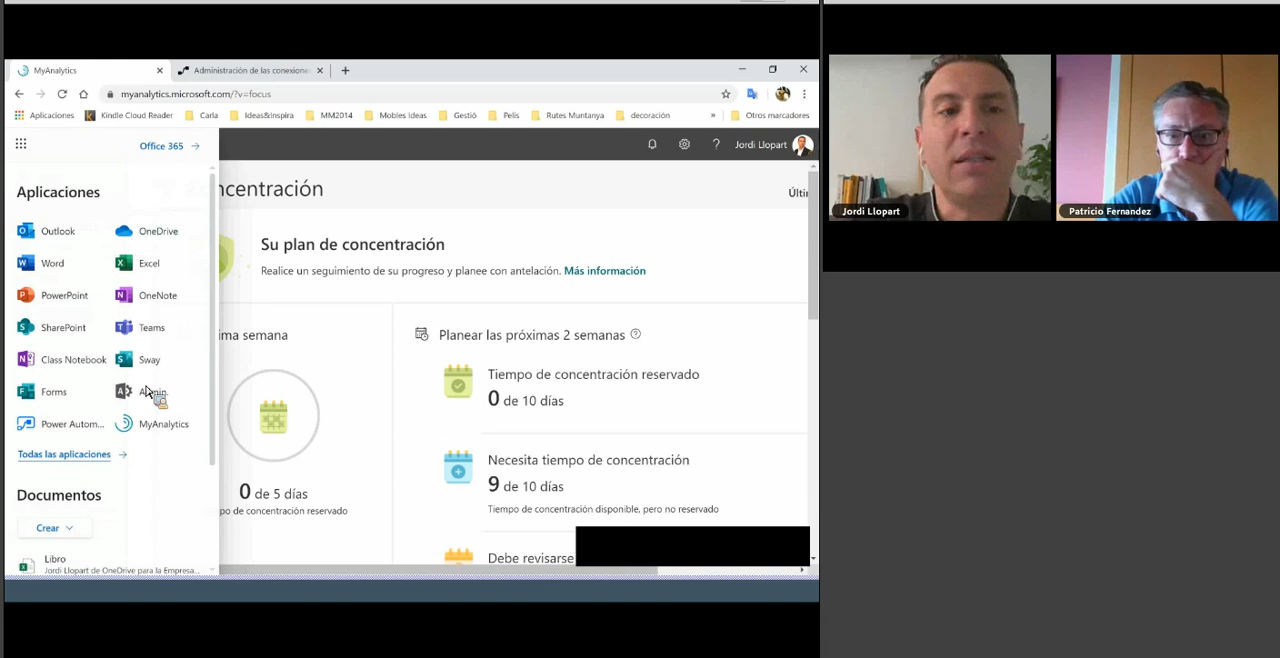 MyAnalytics
Administración de las conexione
myanalytics.microsoft.com/?v=focus
Aplicaciones Kindle Cloud Reader Carla Ideas&Inspira MM2014 Mobles Ideas Gestió Pelis Rutes Muntanya decoración » Otros marcadores
Office 365 →
Jordi Llopart
Aplicaciones
Outlook OneDrive
Word Excel
PowerPoint OneNote
SharePoint Teams
Class Notebook Sway
Forms Admin.
Power Autom... MyAnalytics
Todas las aplicaciones →
Documentos
Crear
Libro
Jordi Llopart de OneDrive para la Empresa...
ncentración
Últir
Su plan de concentración
Realice un seguimiento de su progreso y planee con antelación. Más información
ima semana
0 de 5 días
po de concentración reservado
Planear las próximas 2 semanas
Tiempo de concentración reservado
0 de 10 días
Necesita tiempo de concentración
9 de 10 días
Tiempo de concentración disponible, pero no reservado
Debe revisarse
Jordi Llopart
Patricio Fernandez